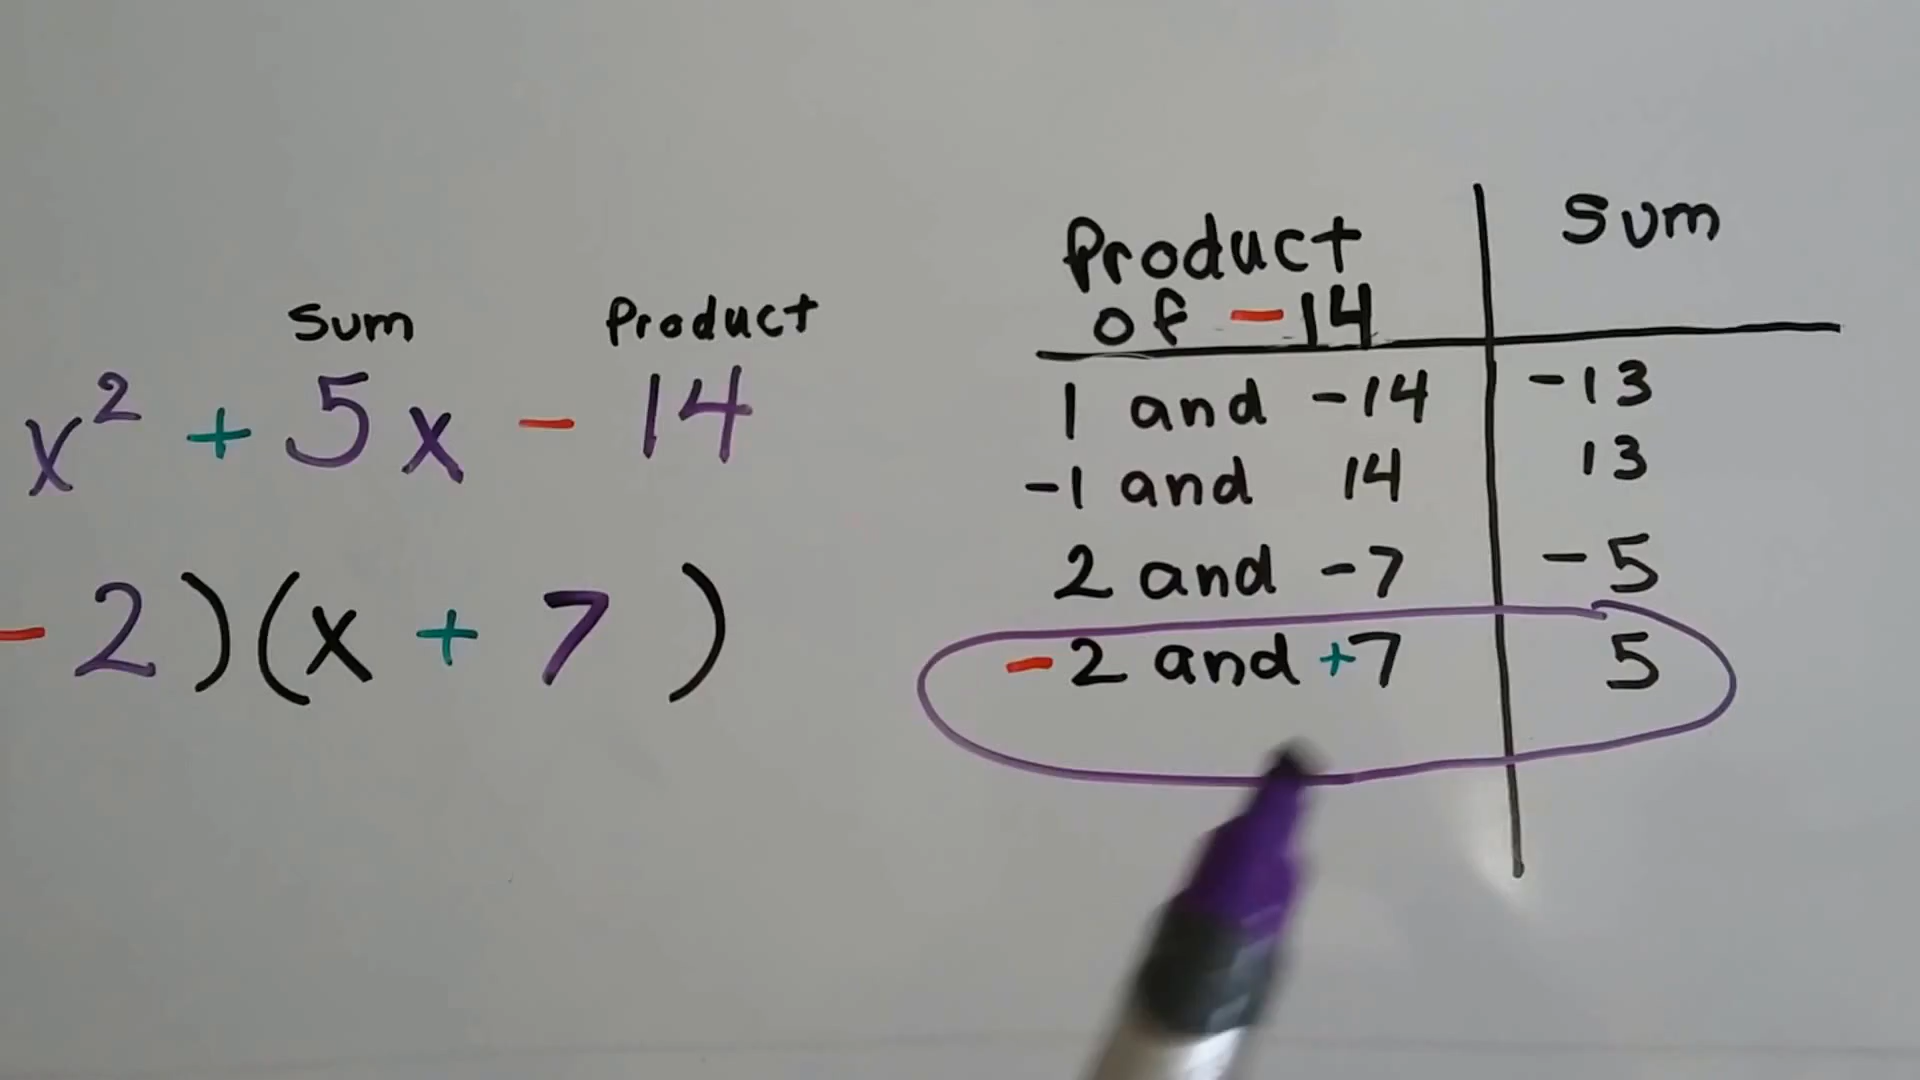 Sum Product
x² + 5x - 14
- 2)(x + 7 )
Product
of -14
Sum
1 and -14 -13
-1 and 14 13
2 and -7 -5
-2 and +7 5